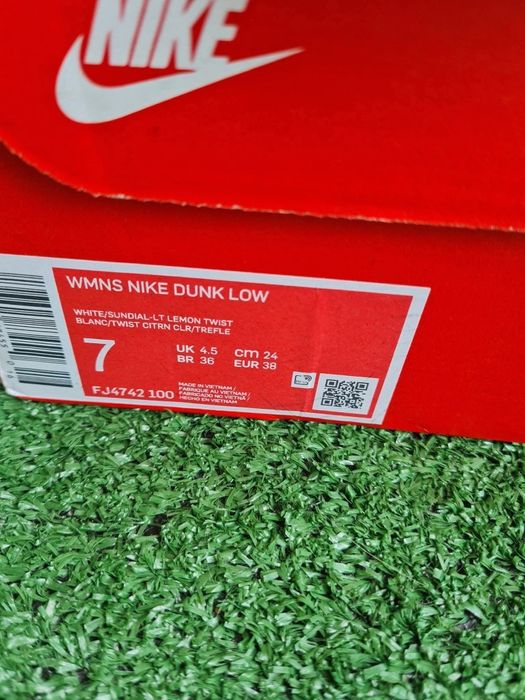 NIKE
WMNS NIKE DUNK LOW
WHITE/SUNDIAL-LT LEMON TWIST
BLANC/TWIST CITRN CLR/TREFLE
7
UK 4.5 cm 24
BR 36 EUR 38
FJ4742 100
MADE IN VIETNAM /
FABRIQUE AU VIETNAM /
FABRICADO NO VIETNÃ /
HECHO EN VIETNAM